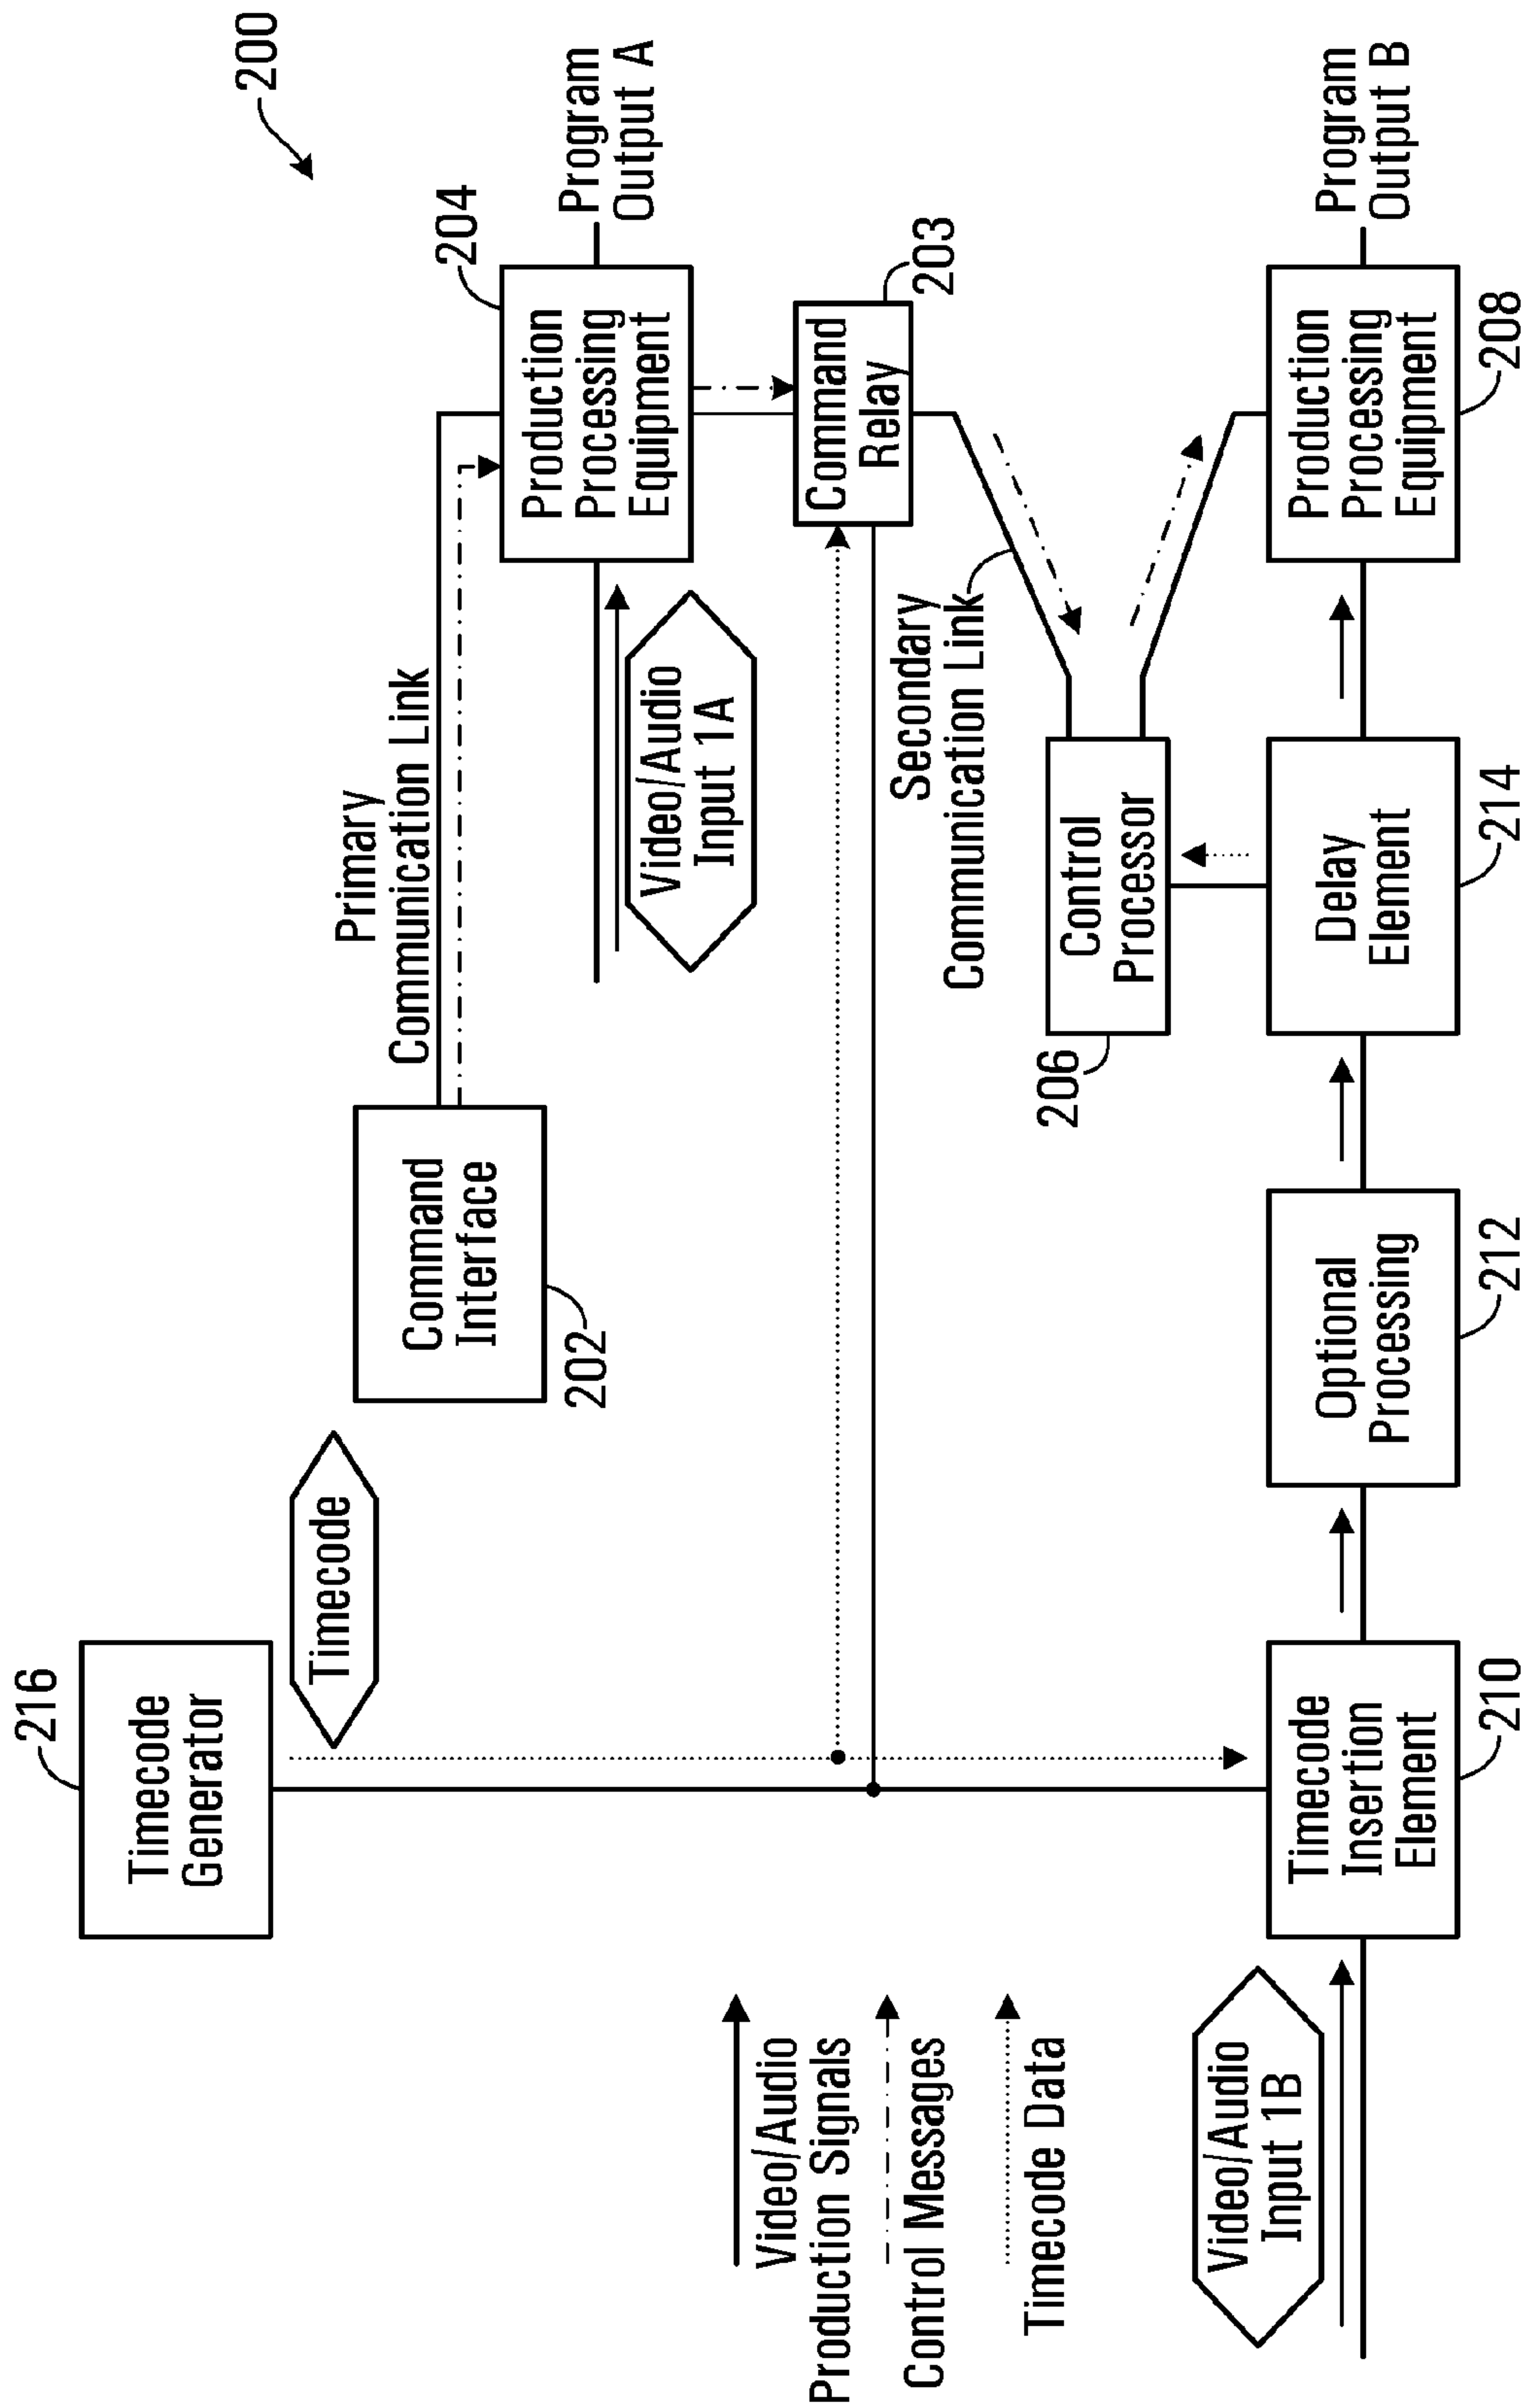 200
216
Timecode
Generator
Timecode
Command
Interface
202
Primary
Communication Link
204
Production
Processing
Equipment
Program
Output A
Video/Audio
Input 1A
Command
Relay
203
Secondary
Communication Link
Control
Processor
206
Video/Audio
Production Signals
Control Messages
Timecode Data
Video/Audio
Input 1B
Timecode
Insertion
Element
210
Optional
Processing
212
Delay
Element
214
Production
Processing
Equipment
208
Program
Output B